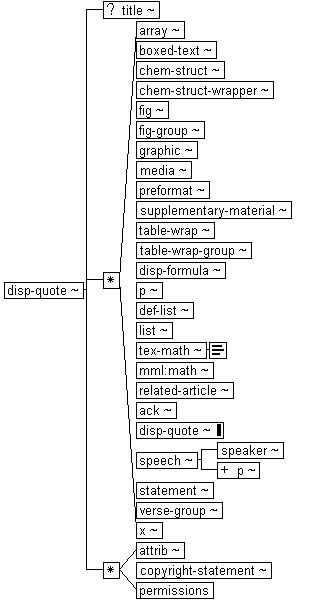 ? title ~
array ~
boxed-text ~
chem-struct ~
chem-struct-wrapper ~
fig ~
fig-group ~
graphic ~
media ~
preformat ~
supplementary-material ~
table-wrap ~
table-wrap-group ~
disp-formula ~
disp-quote ~
*
p ~
def-list ~
list ~
tex-math ~
mml:math ~
related-article ~
ack ~
disp-quote ~
speech ~
speaker ~
+ p ~
statement ~
verse-group ~
x ~
*
attrib ~
copyright-statement ~
permissions